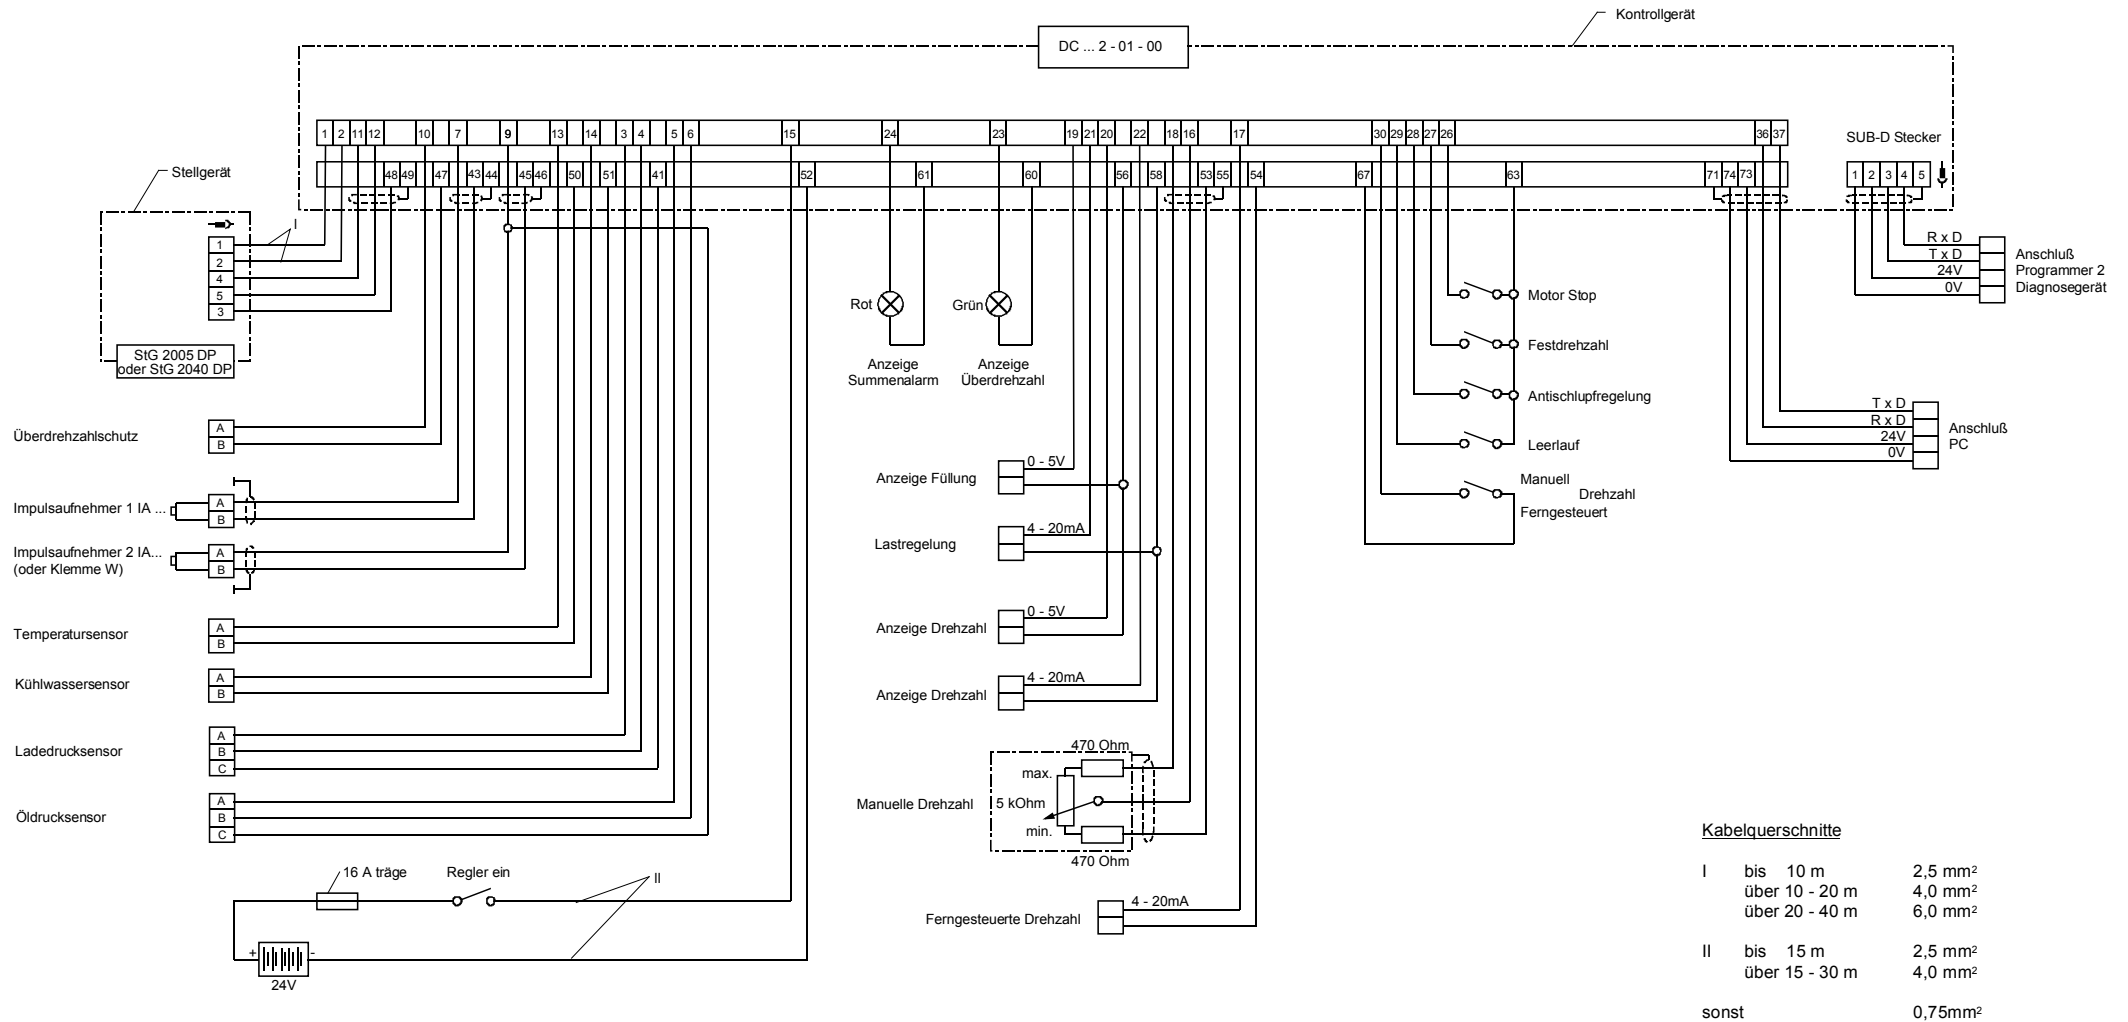 Kontrollgerät
DC ... 2 - 01 - 00
1 2 11 12 10 7 9 13 14 3 4 5 6 15 24 23 19 21 20 22 18 16 17 30 29 28 27 26 36 37
SUB-D Stecker
48 49 47 43 44 45 46 50 51 41 52 61 60 56 58 53 55 54 67 63 71 74 73
1 2 3 4 5
Stellgerät
I
1
2
4
5
3
StG 2005 DP
oder StG 2040 DP
R x D
T x D
24V
0V
Anschluß
Programmer 2
Diagnosegerät
Rot
Anzeige
Summenalarm
Grün
Anzeige
Überdrehzahl
Motor Stop
Festdrehzahl
Antischlupfregelung
Leerlauf
Manuell
Drehzahl
Ferngesteuert
T x D
R x D
24V
0V
Anschluß
PC
Überdrehzahlschutz
A
B
Impulsaufnehmer 1 IA ...
A
B
Impulsaufnehmer 2 IA...
(oder Klemme W)
A
B
Temperatursensor
A
B
Kühlwassersensor
A
B
Ladedrucksensor
A
B
C
Öldrucksensor
A
B
C
Anzeige Füllung
0 - 5V
Lastregelung
4 - 20mA
Anzeige Drehzahl
0 - 5V
Anzeige Drehzahl
4 - 20mA
470 Ohm
max.
Manuelle Drehzahl
5 kOhm
min.
470 Ohm
Ferngesteuerte Drehzahl
4 - 20mA
16 A träge
Regler ein
II
+
-
24V
Kabelquerschnitte
I bis 10 m 2,5 mm²
über 10 - 20 m 4,0 mm²
über 20 - 40 m 6,0 mm²
II bis 15 m 2,5 mm²
über 15 - 30 m 4,0 mm²
sonst 0,75mm²